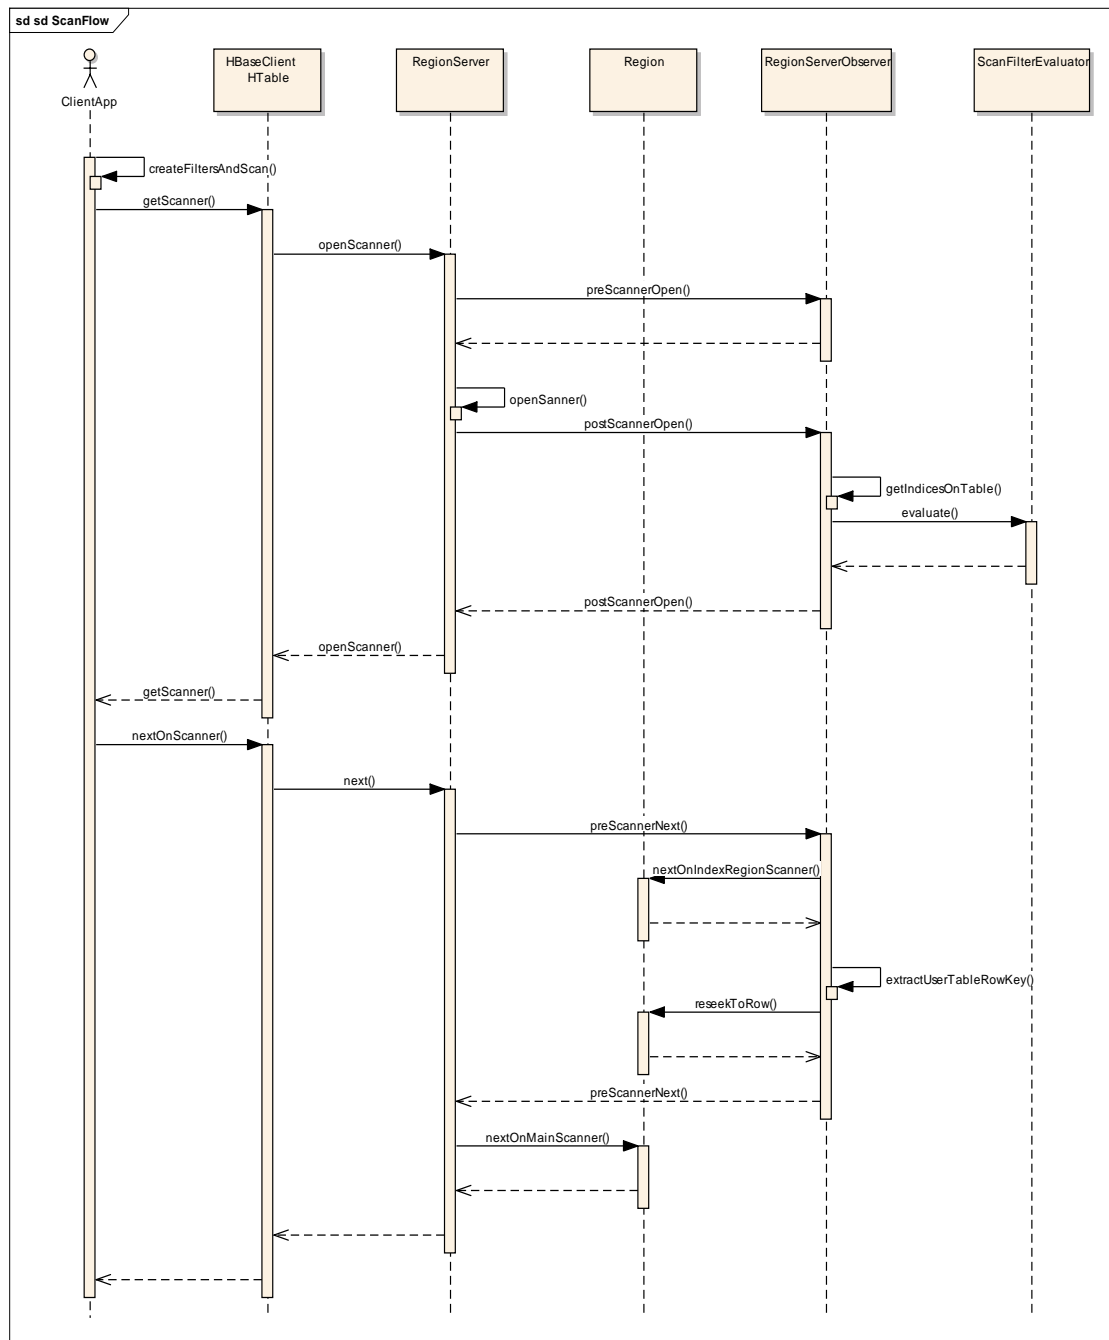 sd sd ScanFlow
ClientApp
HBaseClient
HTable
RegionServer
Region
RegionServerObserver
ScanFilterEvaluator
createFiltersAndScan()
getScanner()
openScanner()
preScannerOpen()
openSanner()
postScannerOpen()
getIndicesOnTable()
evaluate()
postScannerOpen()
openScanner()
getScanner()
nextOnScanner()
next()
preScannerNext()
nextOnIndexRegionScanner()
extractUserTableRowKey()
reseekToRow()
preScannerNext()
nextOnMainScanner()